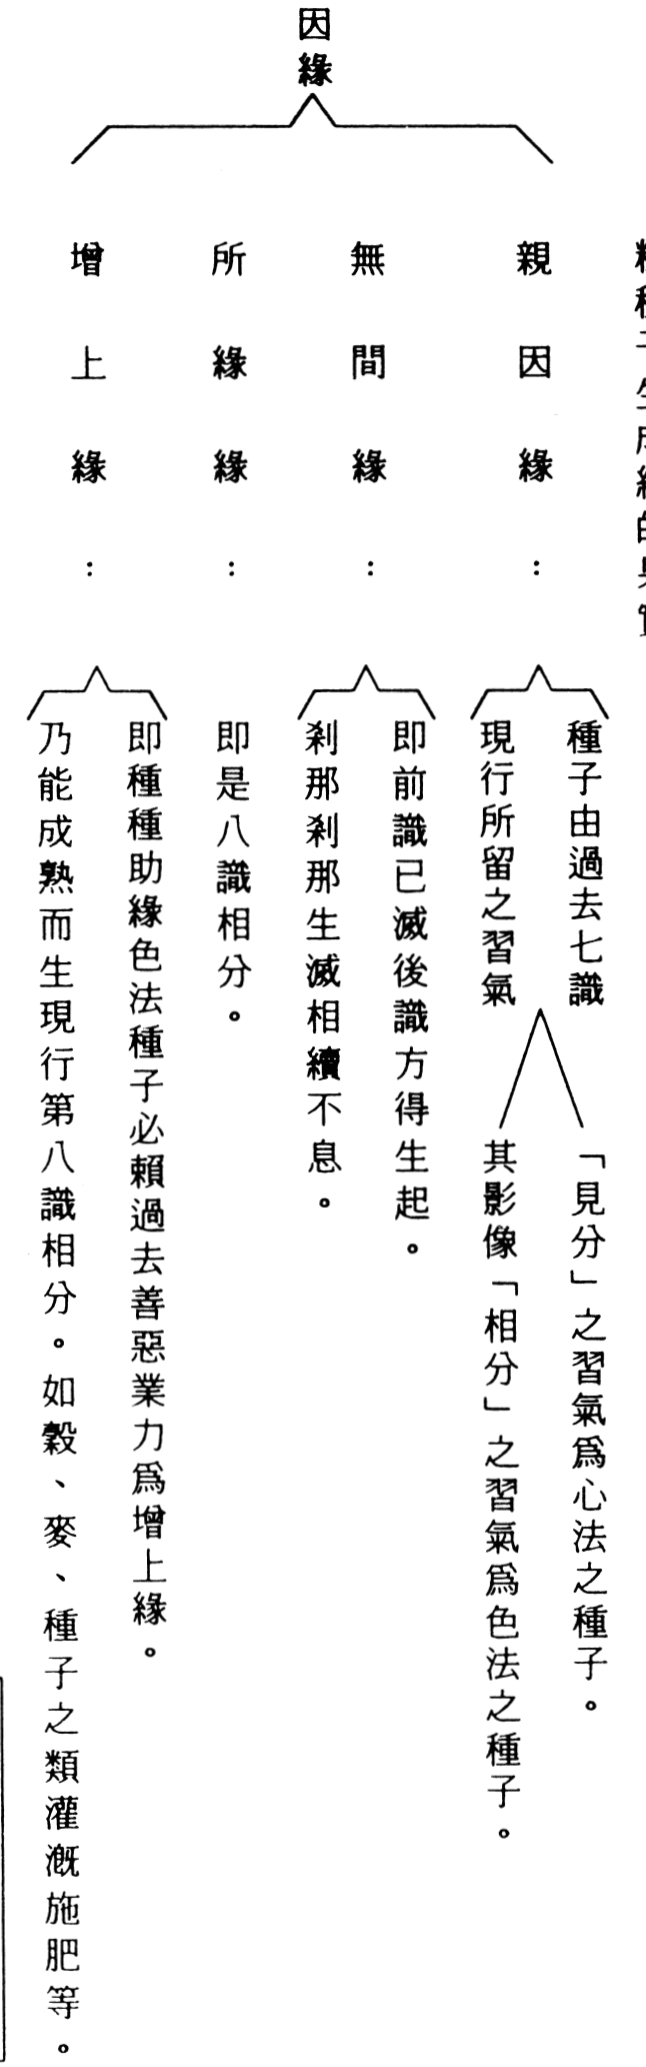 因緣
親因緣：
種子由過去七識
現行所留之習氣
「見分」之習氣爲心法之種子。
其影像「相分」之習氣爲色法之種子。
無間緣：
即前識已滅後識方得生起。
剎那剎那生滅相續不息。
所緣緣：
即是八識相分。
增上緣：
即種種助緣色法種子必賴過去善惡業力爲增上緣。
乃能成熟而生現行第八識相分。如穀、麥、種子之類灌溉施肥等。